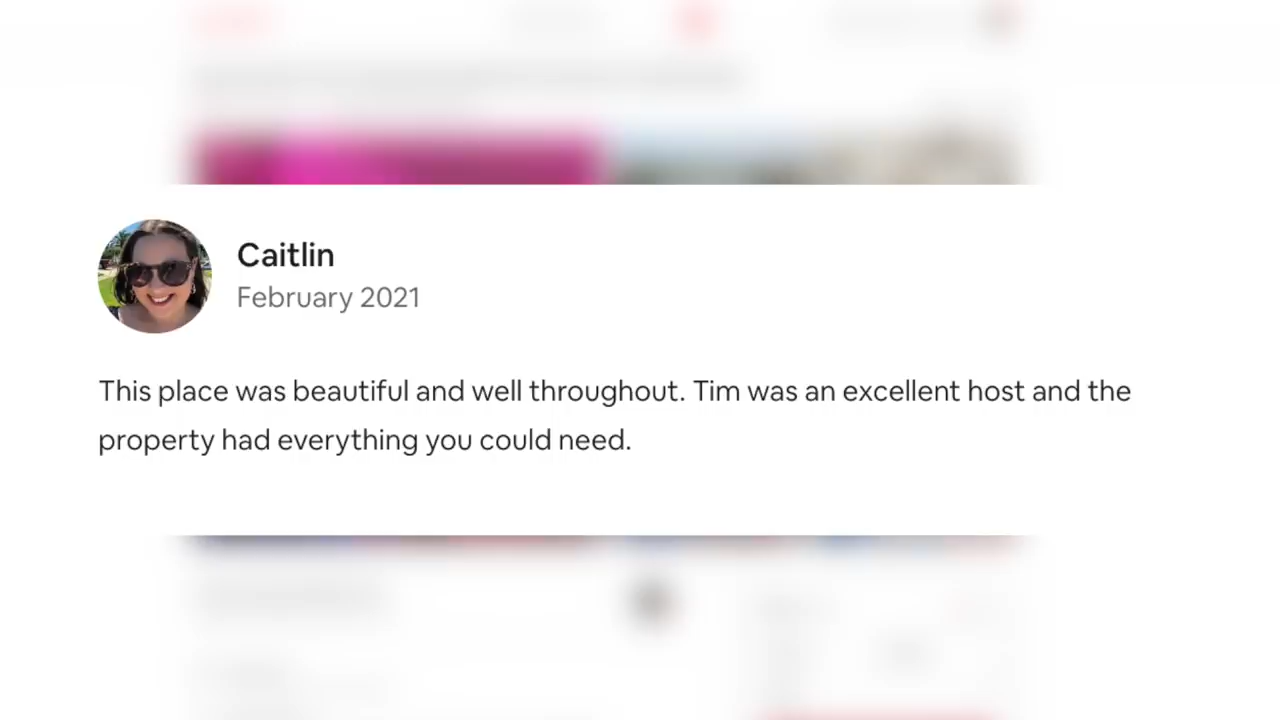 Caitlin
February 2021
This place was beautiful and well throughout. Tim was an excellent host and the
property had everything you could need.